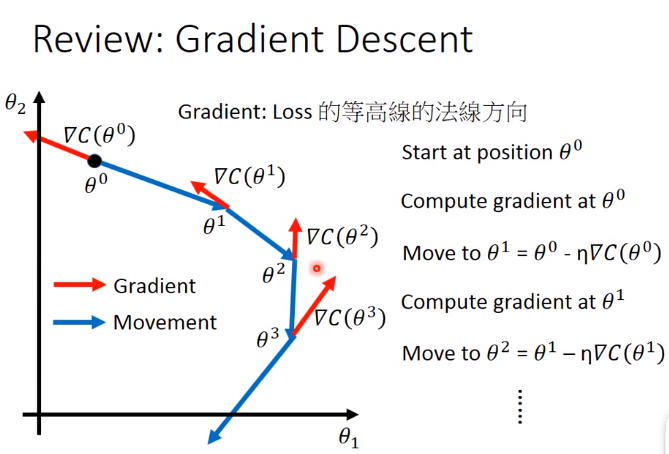 Review: Gradient Descent
θ₂
Gradient: Loss 的等高線的法線方向
∇C(θ⁰)
θ⁰
∇C(θ¹)
θ¹
∇C(θ²)
θ²
∇C(θ³)
θ³
Gradient
Movement
θ₁
Start at position θ⁰
Compute gradient at θ⁰
Move to θ¹ = θ⁰ - η∇C(θ⁰)
Compute gradient at θ¹
Move to θ² = θ¹ – η∇C(θ¹)